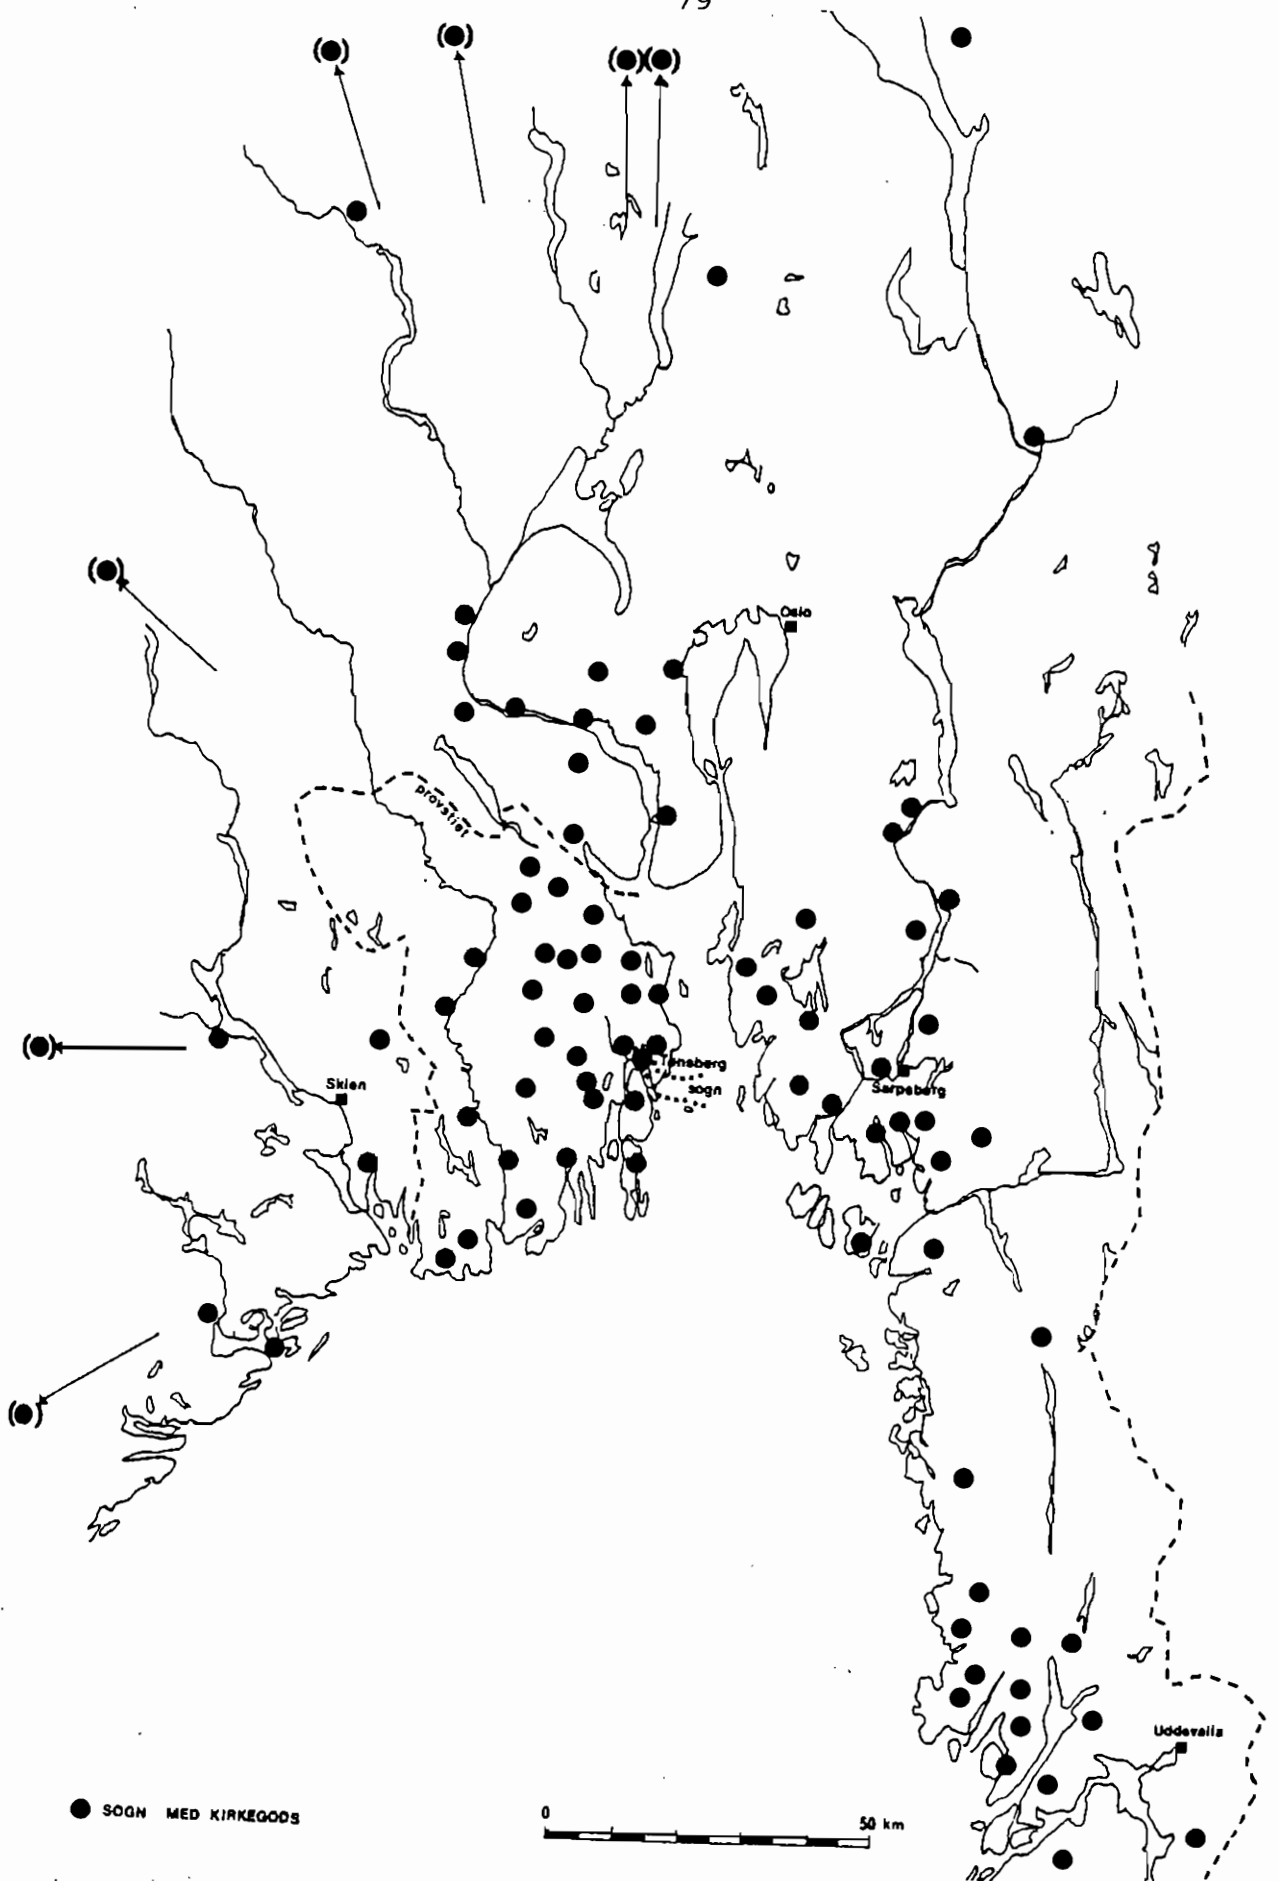 79
Oslo
provstiet
Tønsberg
sogn
Skien
Sarpsborg
Uddevalla
SOGN MED KIRKEGODS
0 50 km